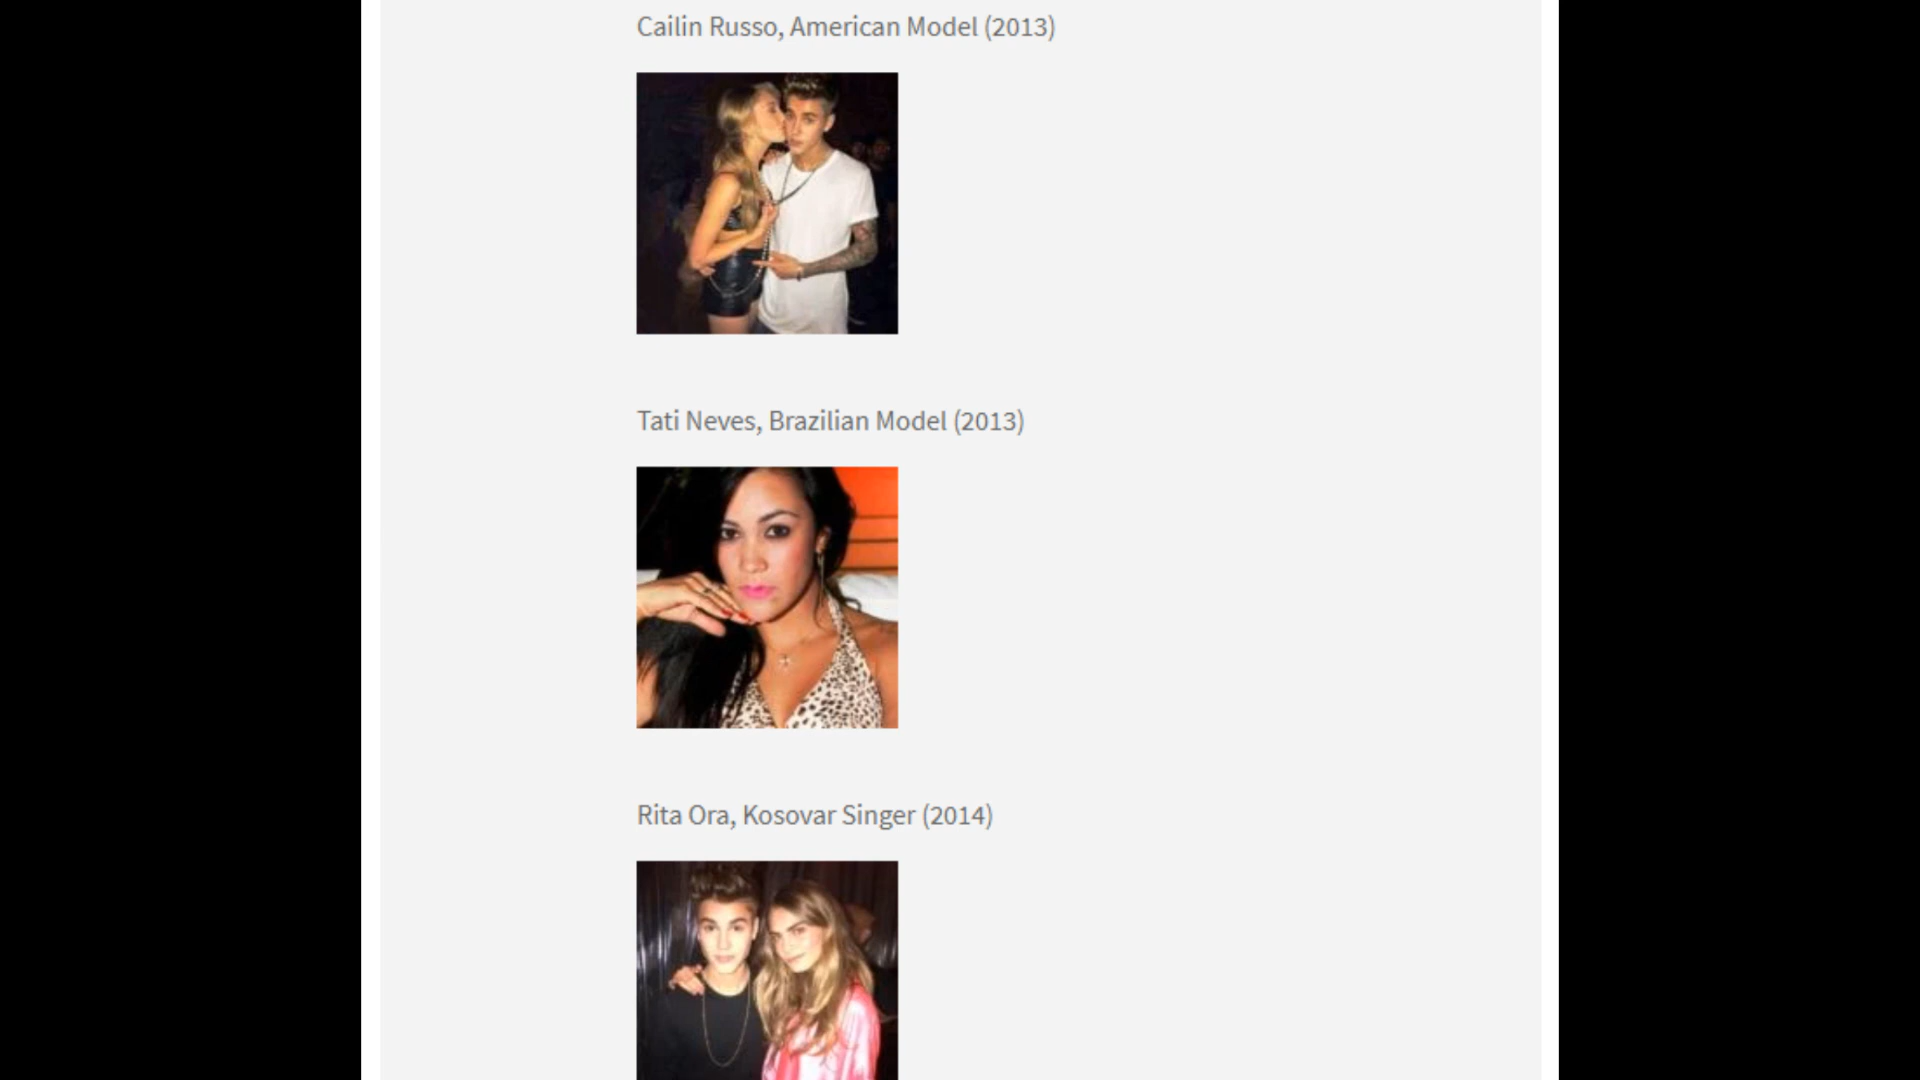 Cailin Russo, American Model (2013)
Tati Neves, Brazilian Model (2013)
Rita Ora, Kosovar Singer (2014)